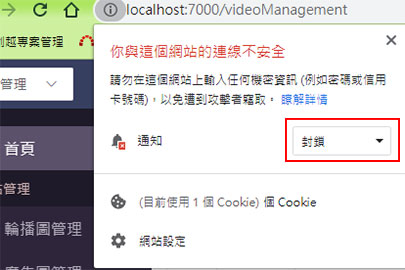 localhost:7000/videoManagement
越專案管理
你與這個網站的連線不安全
管理
請勿在這個網站上輸入任何機密資訊 (例如密碼或信用
卡號碼)，以免遭到攻擊者竊取。 瞭解詳情
首頁
通知
封鎖
管理
(目前使用 1 個 Cookie) 個 Cookie
輪播圖管理
網站設定